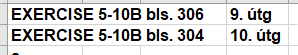 EXERCISE 5-10B bls. 306 9. útg
EXERCISE 5-10B bls. 304 10. útg